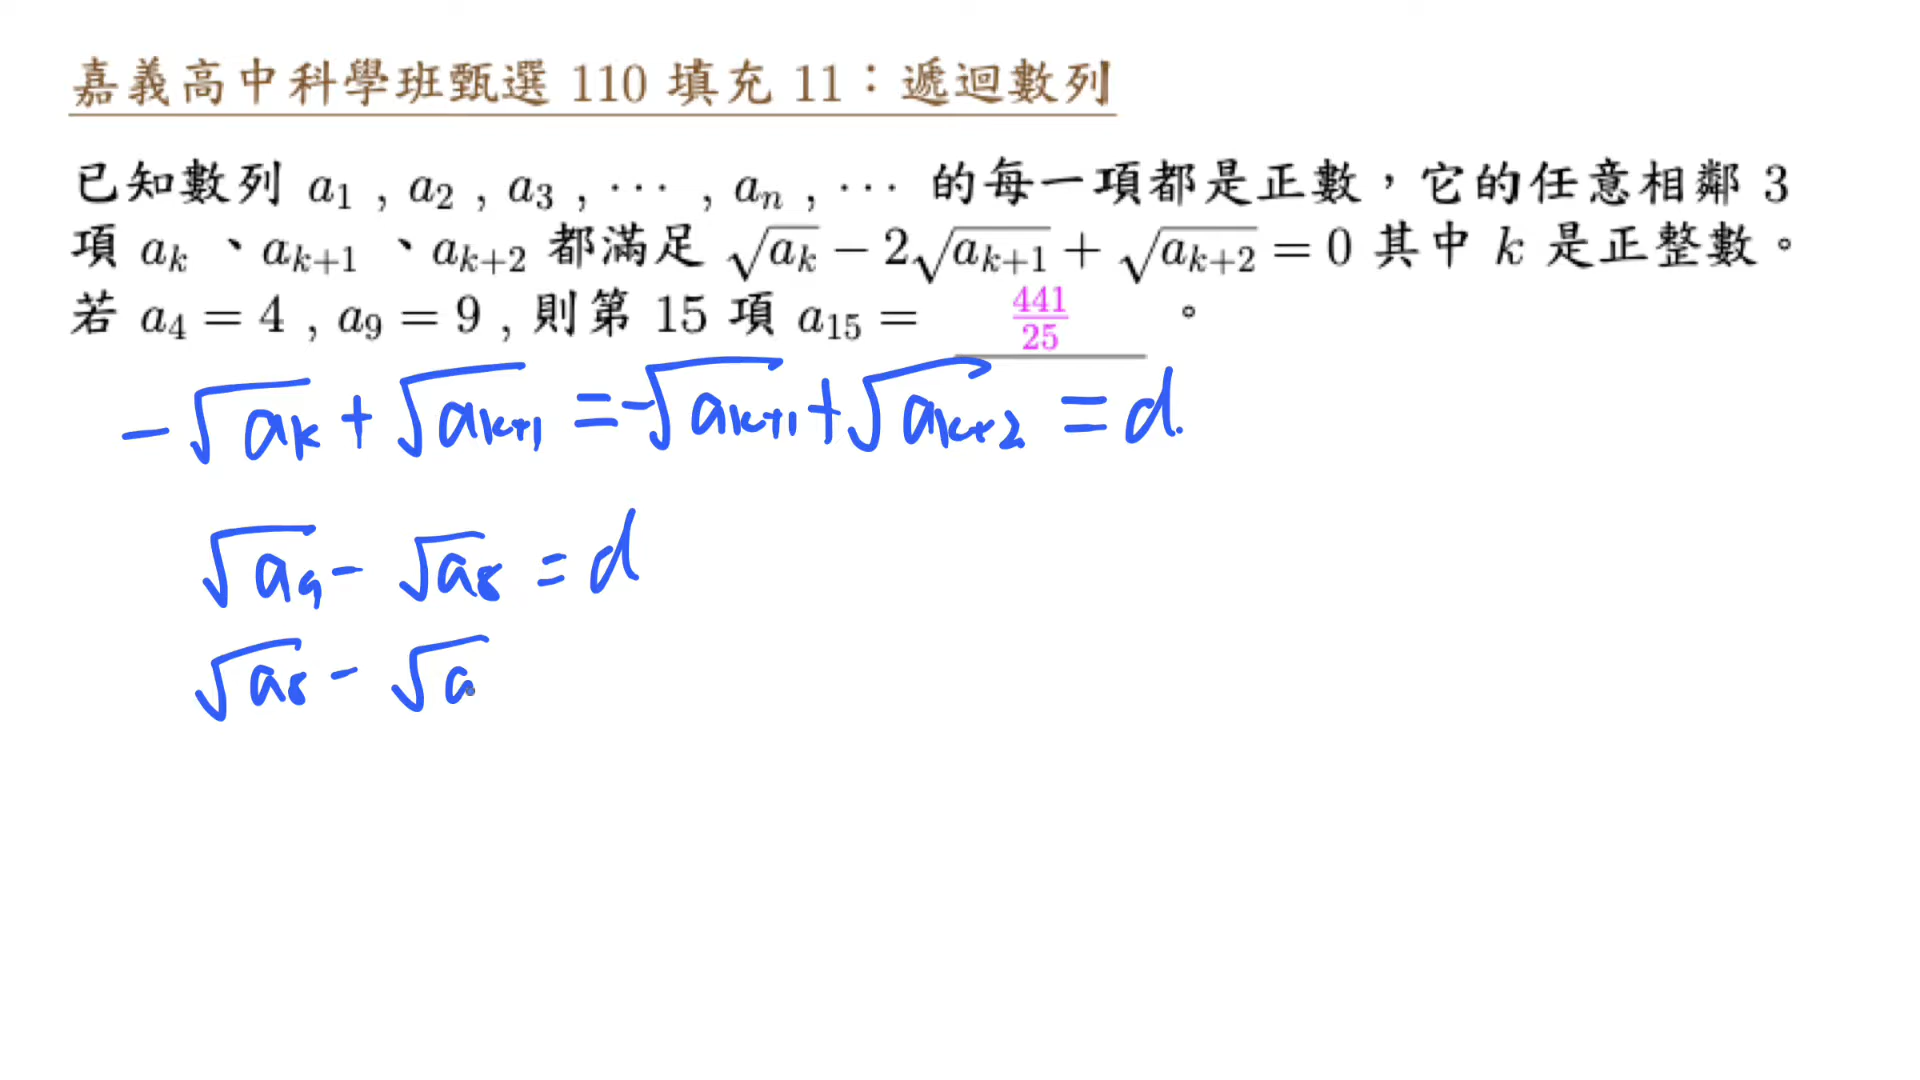 嘉義高中科學班甄選 110 填充 11：遞迴數列
已知數列 a₁ , a₂ , a₃ , ⋯ , aₙ , ⋯ 的每一項都是正數，它的任意相鄰 3
項 aₖ 、aₖ₊₁ 、aₖ₊₂ 都滿足 √aₖ − 2√aₖ₊₁ + √aₖ₊₂ = 0 其中 k 是正整數。
若 a₄ = 4 , a₉ = 9 , 則第 15 項 a₁₅ = 441/25 。
−√aₖ + √aₖ₊₁ = −√aₖ₊₁ + √aₖ₊₂ = d.
√a₉ − √a₈ = d
√a₈ − √a